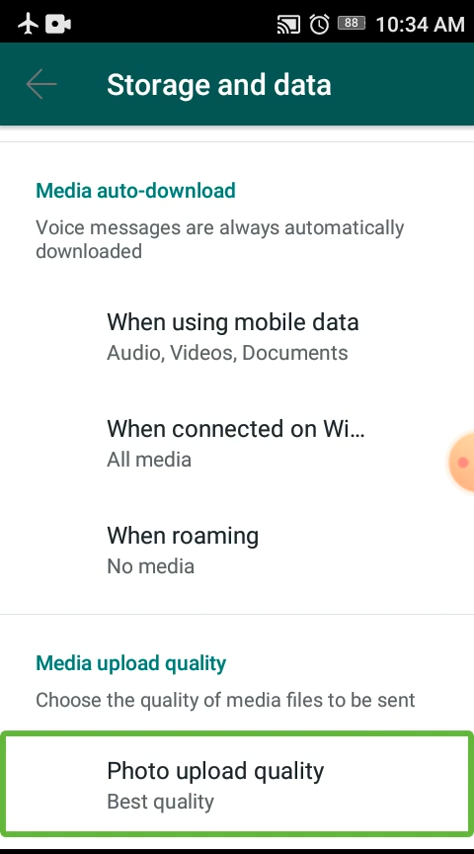 88 10:34 AM
Storage and data
Media auto-download
Voice messages are always automatically
downloaded
When using mobile data
Audio, Videos, Documents
When connected on Wi...
All media
When roaming
No media
Media upload quality
Choose the quality of media files to be sent
Photo upload quality
Best quality